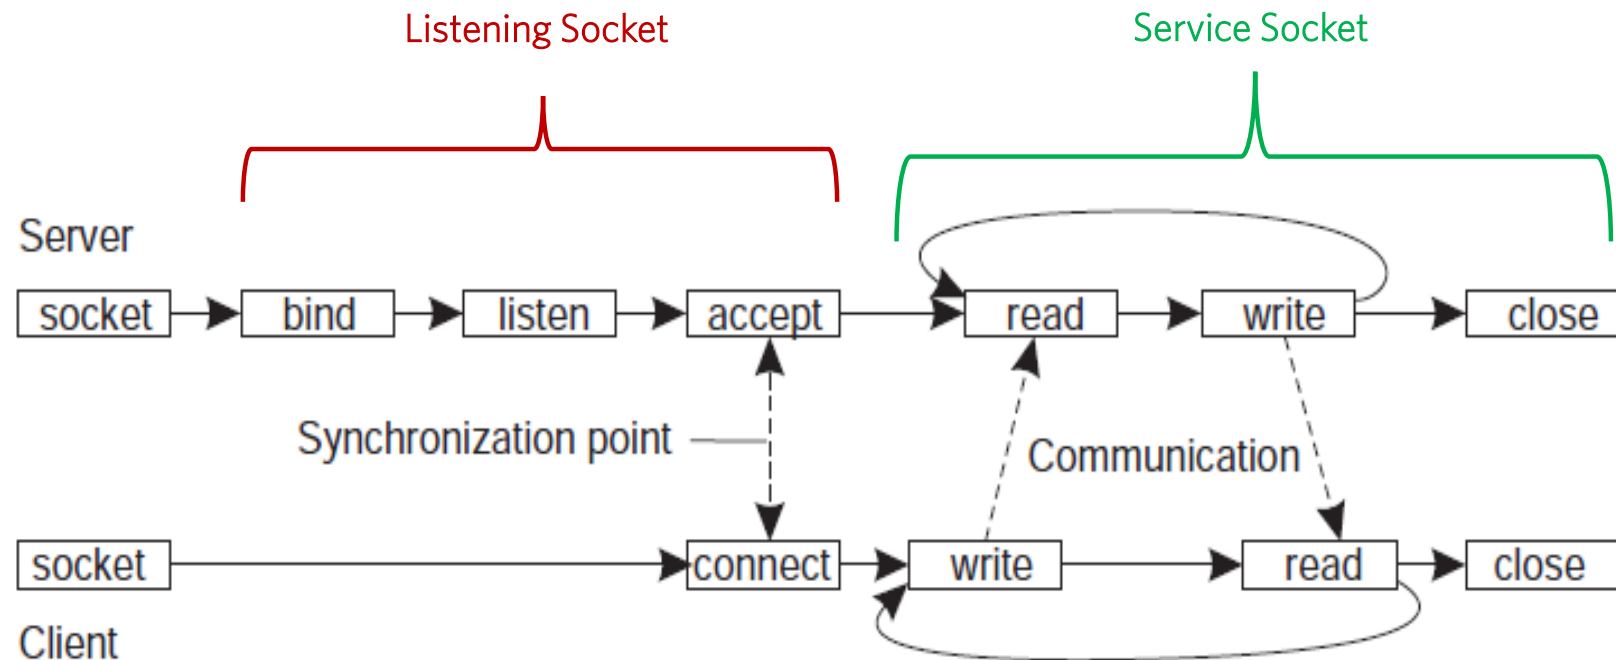 Listening Socket
Service Socket
Server
socket
bind
listen
accept
read
write
close
Synchronization point
Communication
socket
connect
write
read
close
Client